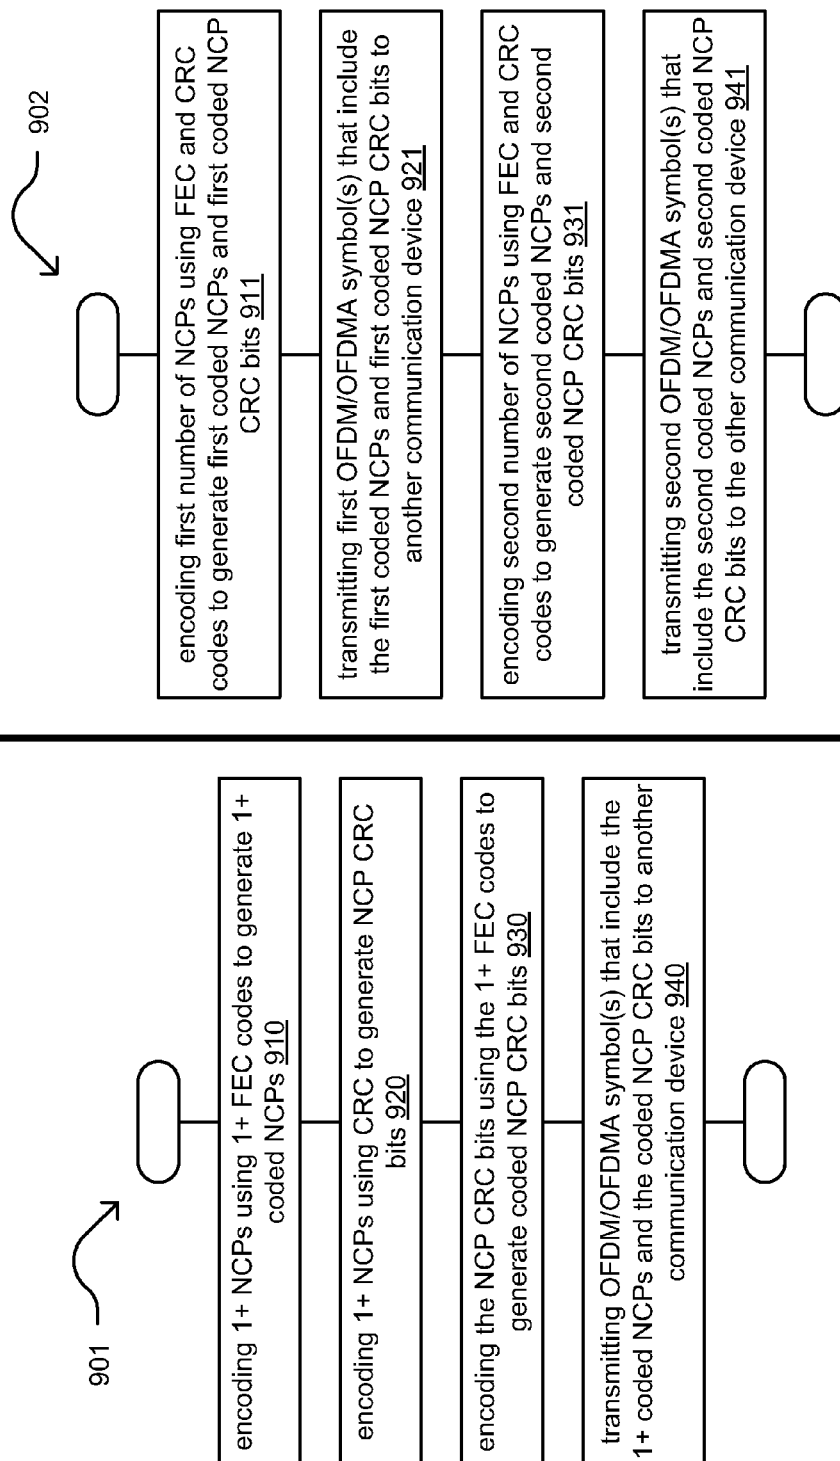 901
encoding 1+ NCPs using 1+ FEC codes to generate 1+
coded NCPs 910
encoding 1+ NCPs using CRC to generate NCP CRC
bits 920
encoding the NCP CRC bits using the 1+ FEC codes to
generate coded NCP CRC bits 930
transmitting OFDM/OFDMA symbol(s) that include the
1+ coded NCPs and the coded NCP CRC bits to another
communication device 940
902
encoding first number of NCPs using FEC and CRC
codes to generate first coded NCPs and first coded NCP
CRC bits 911
transmitting first OFDM/OFDMA symbol(s) that include
the first coded NCPs and first coded NCP CRC bits to
another communication device 921
encoding second number of NCPs using FEC and CRC
codes to generate second coded NCPs and second
coded NCP CRC bits 931
transmitting second OFDM/OFDMA symbol(s) that
include the second coded NCPs and second coded NCP
CRC bits to the other communication device 941